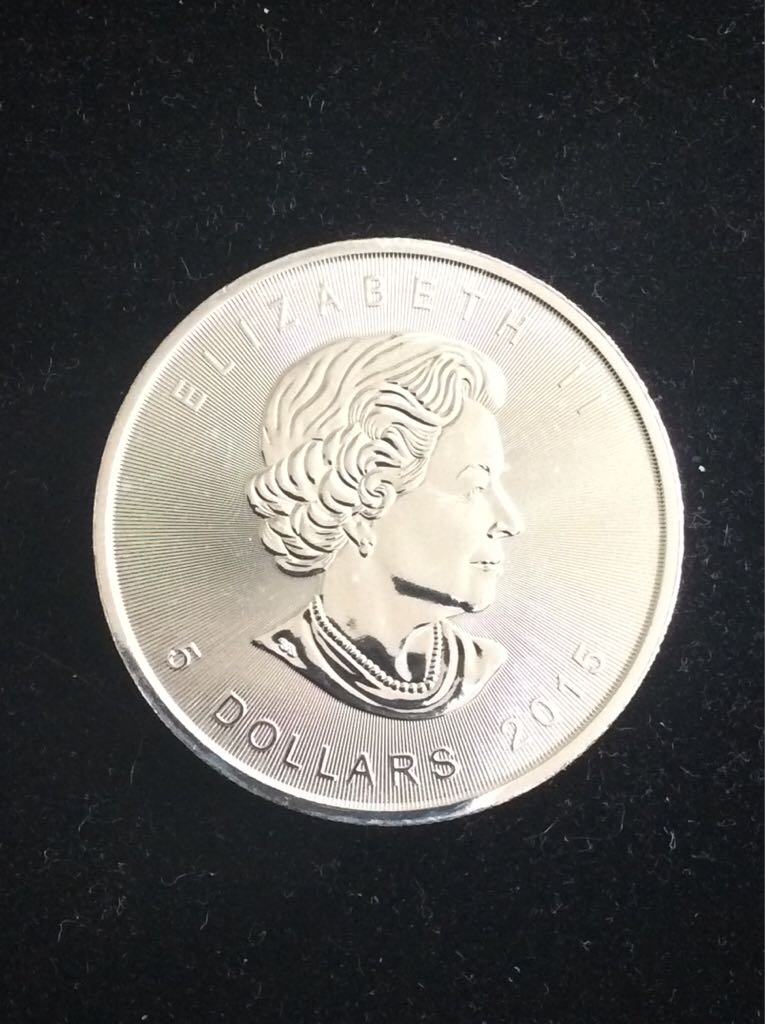 ELIZABETH II
5 DOLLARS 2015